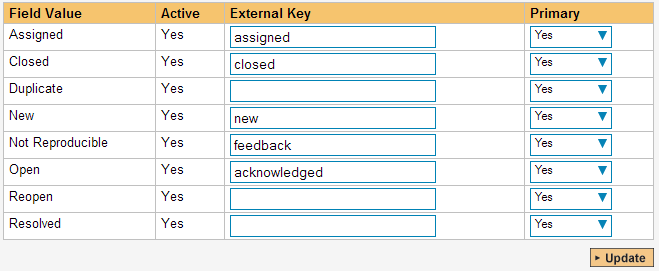 Field Value Active External Key Primary
Assigned Yes assigned Yes
Closed Yes closed Yes
Duplicate Yes Yes
New Yes new Yes
Not Reproducible Yes feedback Yes
Open Yes acknowledged Yes
Reopen Yes Yes
Resolved Yes Yes
Update